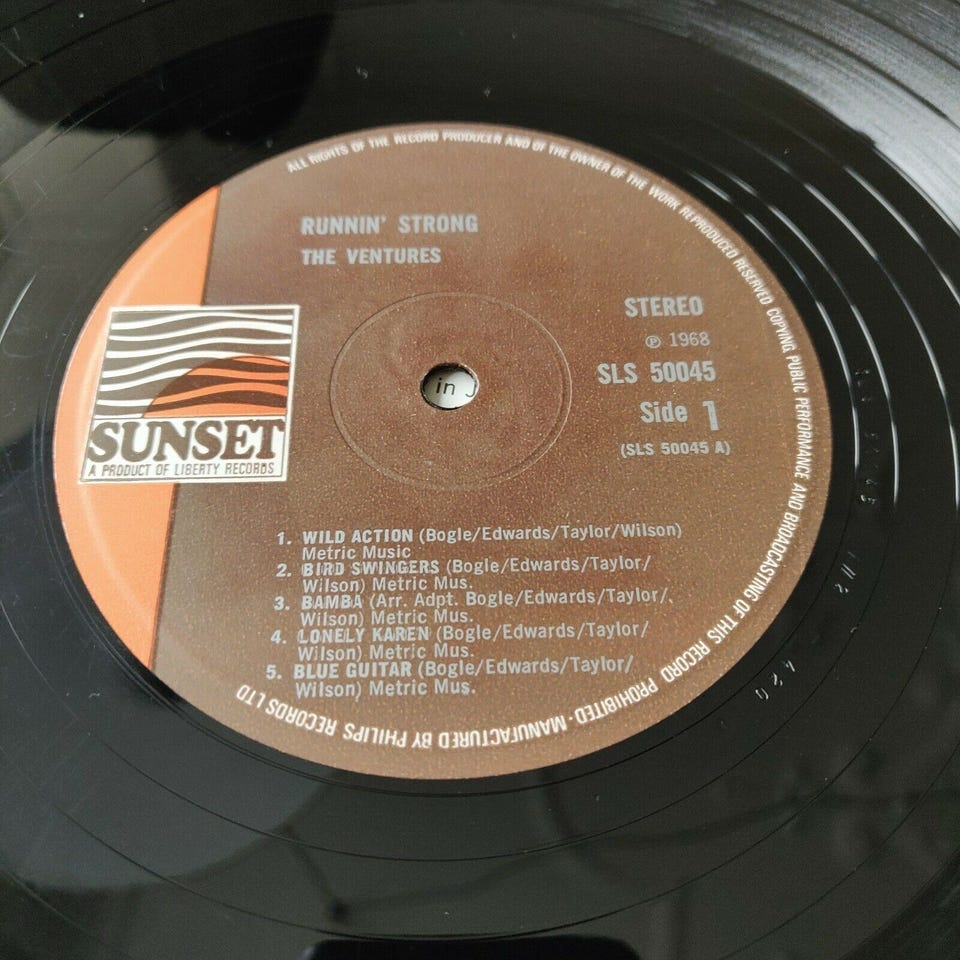 ALL RIGHTS OF THE RECORD PRODUCER AND OF THE OWNER OF THE WORK REPRODUCED RESERVED COPYING, PUBLIC PERFORMANCE AND BROADCASTING OF THIS RECORD PROHIBITED · MANUFACTURED BY PHILIPS RECORDS LTD
RUNNIN' STRONG
THE VENTURES
STEREO
℗ 1968
SLS 50045
Side 1
(SLS 50045 A)
in J
SUNSET
A PRODUCT OF LIBERTY RECORDS
1. WILD ACTION (Bogle/Edwards/Taylor/Wilson)
Metric Music
2. BIRD SWINGERS (Bogle/Edwards/Taylor/
Wilson) Metric Mus.
3. BAMBA (Arr. Adpt. Bogle/Edwards/Taylor/
Wilson) Metric Mus.
4. LONELY KAREN (Bogle/Edwards/Taylor/
Wilson) Metric Mus.
5. BLUE GUITAR (Bogle/Edwards/Taylor/
Wilson) Metric Mus.
420